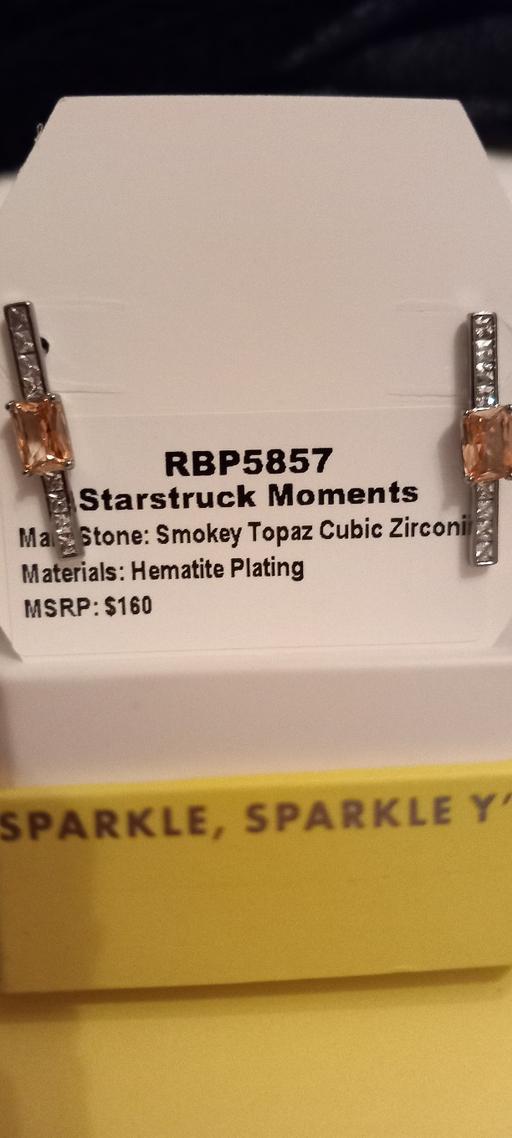 RBP5857
Starstruck Moments
Stone: Smokey Topaz Cubic
Materials: Hematite Plating
MSRP: $160
SPARKLE, SPARKLE Y'